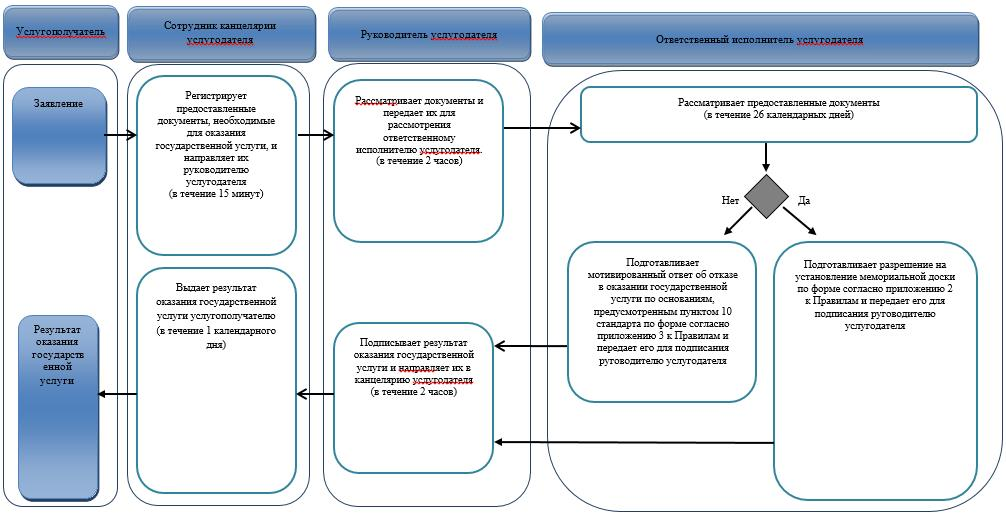 Услугополучатель
Сотрудник канцелярии
услугодателя
Руководитель услугодателя
Ответственный исполнитель услугодателя
Заявление
Регистрирует
предоставленные
документы, необходимые
для оказания
государственной услуги, и
направляет их
руководителю
услугодателя
(в течение 15 минут)
Рассматривает документы и
передает их для
рассмотрения
ответственному
исполнителю услугодателя.
(в течение 2 часов)
Рассматривает предоставленные документы
(в течение 26 календарных дней)
Нет
Да
Подготавливает
мотивированный ответ об отказе
в оказании государственной
услуги по основаниям,
предусмотренным пунктом 10
стандарта по форме согласно
приложению 3 к Правилам и
передает его для подписания
руговодителю услугодателя
Подготавливает разрешение на
установление мемориальной доски
по форме согласно приложению 2
к Правилам и передает его для
подписания руговодителю
услугодателя
Подписывает результат
оказания государственной
услуги и направляет их в
канцелярию услугодателя
(в течение 2 часов)
Выдает результат
оказания государственной
услуги услугополучателю
(в течение 1 календарного
дня)
Результат
оказания
государств
енной
услуги